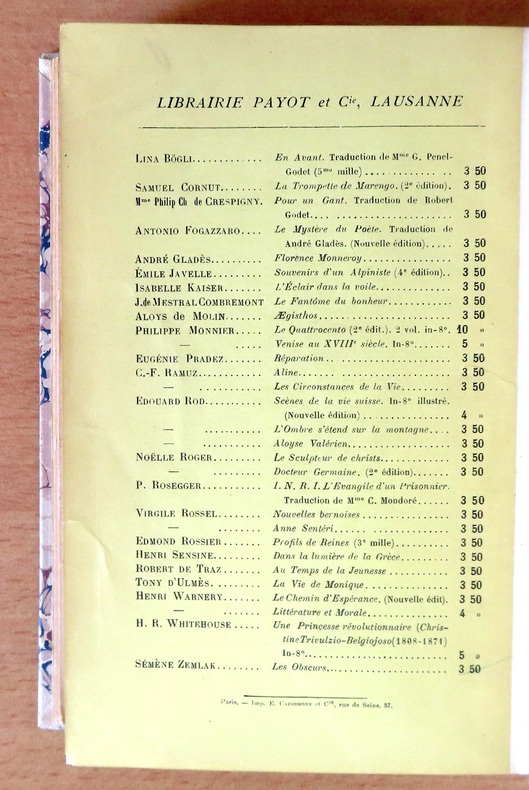 LIBRAIRIE PAYOT et Cie, LAUSANNE
LINA BÖGLI............. En Avant. Traduction de Mme G. Penel-
Godet (5me mille).............. 3 50
SAMUEL CORNUT........ La Trompette de Marengo. (2e édition). 3 50
Mme Philip Ch de CRESPIGNY. Pour un Gant. Traduction de Robert
Godet.......................... 3 50
ANTONIO FOGAZZARO.... Le Mystère du Poète. Traduction de
André Gladès. (Nouvelle édition)..... 3 50
ANDRÉ GLADÈS......... Florence Monneroy............... 3 50
ÉMILE JAVELLE......... Souvenirs d'un Alpiniste (4e édition).. 3 50
ISABELLE KAISER....... L'Éclair dans la voile............. 3 50
J. de MESTRAL COMBREMONT Le Fantôme du bonheur........... 3 50
ALOYS de MOLIN....... Ægisthos...................... 3 50
PHILIPPE MONNIER..... Le Quattrocento (2e édit.). 2 vol. in-8°. 10 »
— ..... Venise au XVIIIe siècle. In-8°....... 5 »
EUGÉNIE PRADEZ....... Réparation.................... 3 50
C.-F. RAMUZ.......... Aline......................... 3 50
— .......... Les Circonstances de la Vie......... 3 50
EDOUARD ROD.......... Scènes de la vie suisse. In-8° illustré.
(Nouvelle édition).............. 4 »
— ......... L'Ombre s'étend sur la montagne.... 3 50
— ......... Aloyse Valérien................. 3 50
NOËLLE ROGER......... Le Sculpteur de christs............ 3 50
— ........ Docteur Germaine. (2e édition)....... 3 50
P. ROSEGGER.......... I. N. R. I. L'Evangile d'un Prisonnier.
Traduction de Mme C. Mondoré...... 3 50
VIRGILE ROSSEL........ Nouvelles bernoises.............. 3 50
— ....... Anne Sentéri................... 3 50
EDMOND ROSSIER....... Profils de Reines (3e mille)......... 3 50
HENRI SENSINE........ Dans la lumière de la Grèce......... 3 50
ROBERT DE TRAZ....... Au Temps de la Jeunesse.......... 3 50
TONY D'ULMÈS......... La Vie de Monique.............. 3 50
HENRI WARNERY....... Le Chemin d'Espérance. (Nouvelle édit). 3 50
— ...... Littérature et Morale............. 4 »
H. R. WHITEHOUSE..... Une Princesse révolutionnaire (Chris-
tine Trivulzio-Belgiojoso (1808-1871)
In-8°......................... 5 »
SÉMÈNE ZEMLAK........ Les Obscurs.................... 3 50
Paris, — Imp. E. CAPIOMONT et Cie, rue de Seine, 57.